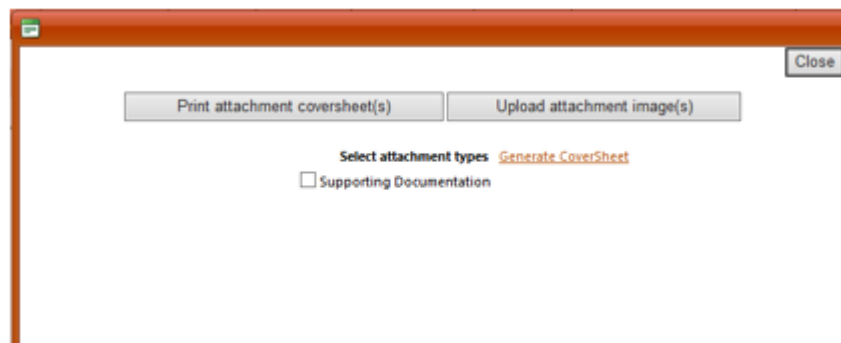 Close
Print attachment coversheet(s) Upload attachment image(s)
Select attachment types Generate CoverSheet
Supporting Documentation